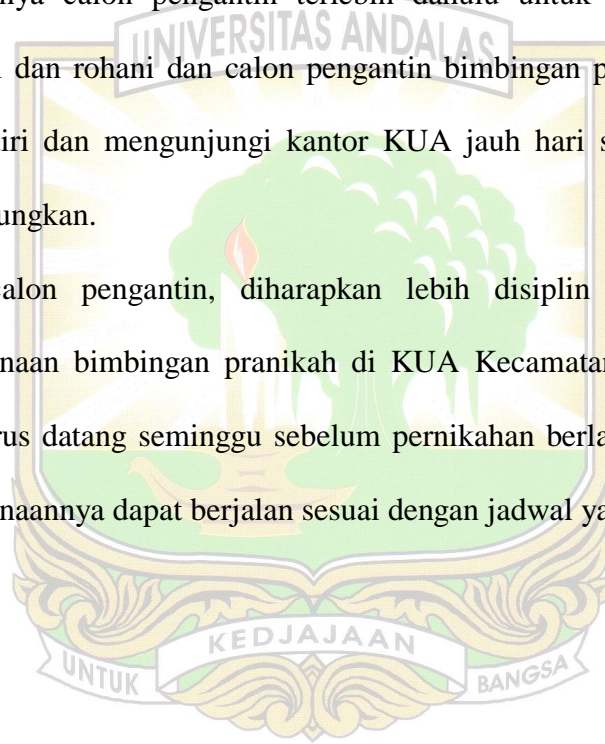 nya calon pengantin terlebih dahulu untuk
UNIVERSITAS ANDALAS
dan rohani dan calon pengantin bimbingan p
iri dan mengunjungi kantor KUA jauh hari s
ungkan.
alon pengantin, diharapkan lebih disiplin
naan bimbingan pranikah di KUA Kecamatan
rus datang seminggu sebelum pernikahan berla
naannya dapat berjalan sesuai dengan jadwal ya
UNTUK KEDJAJAAN BANGSA